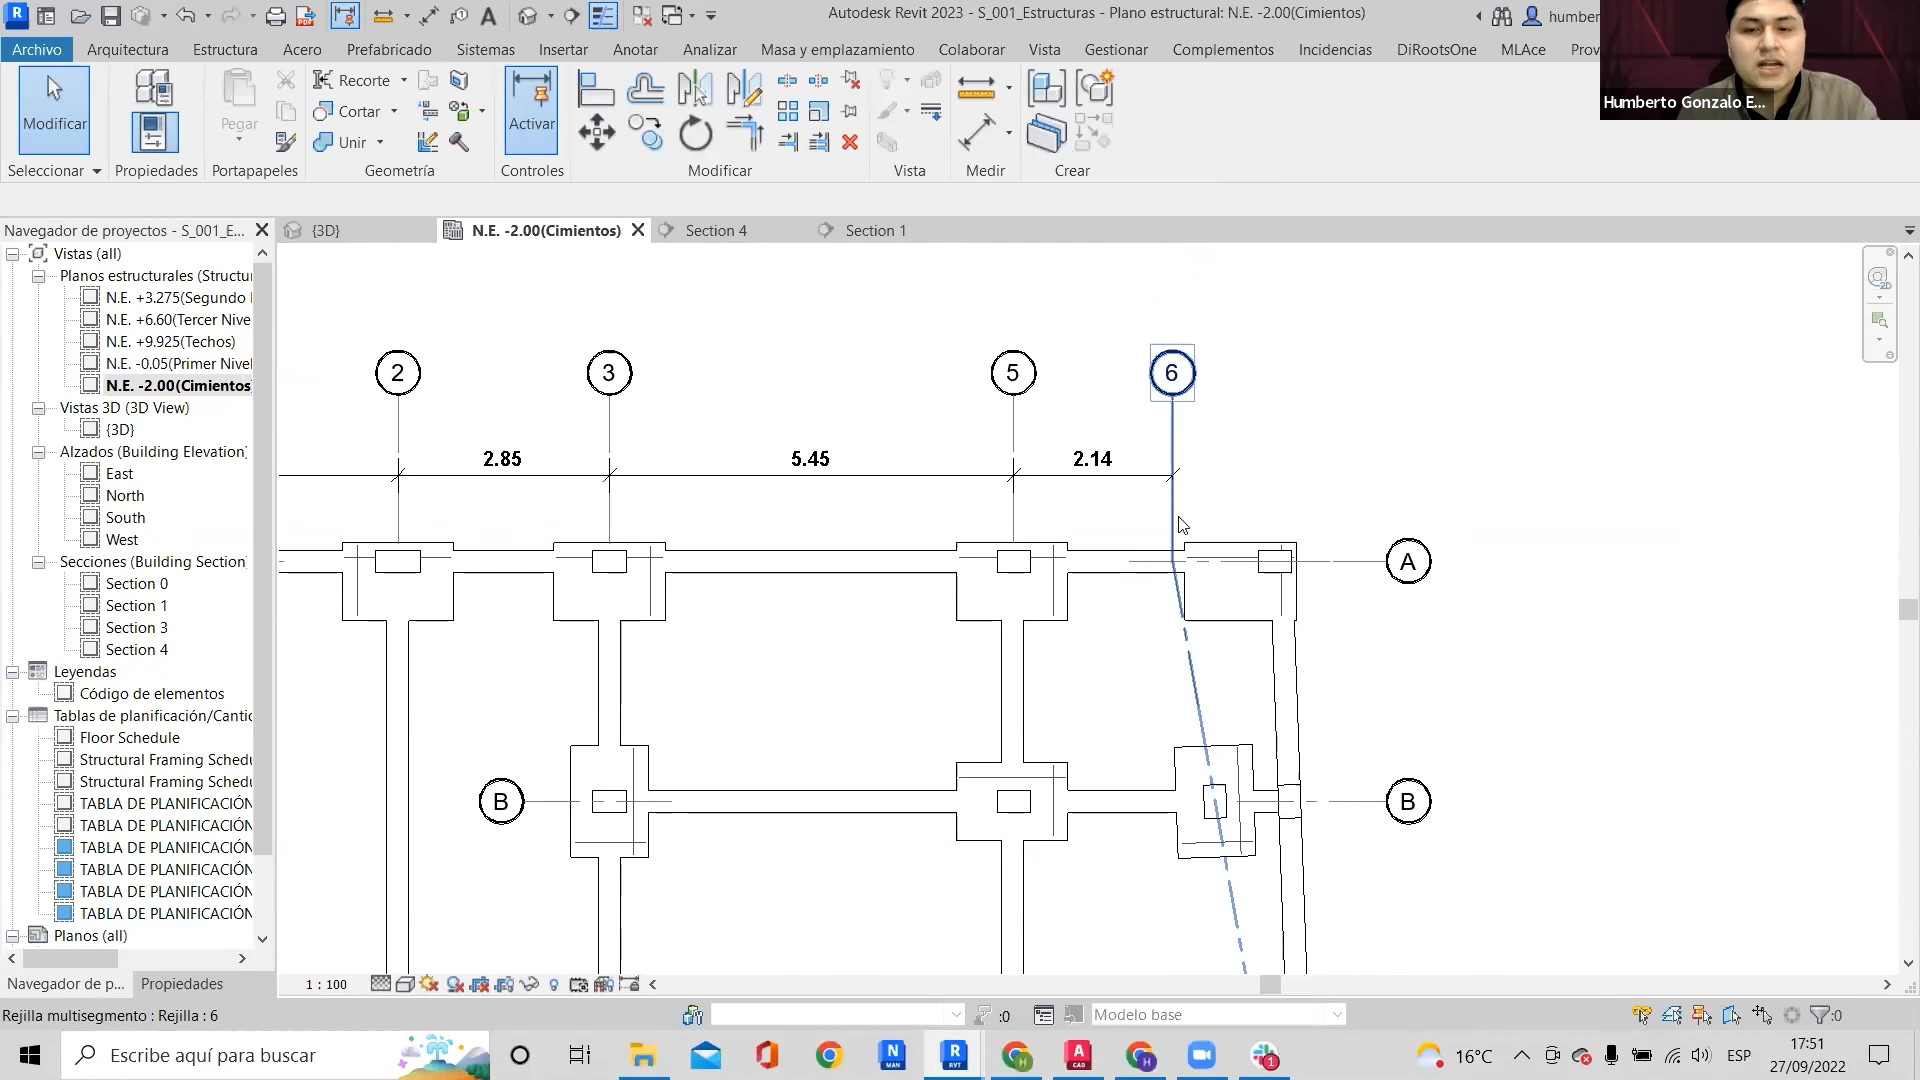 Autodesk Revit 2023 - S_001_Estructuras - Plano estructural: N.E. -2.00(Cimientos)
humber
Humberto Gonzalo E...
Archivo Arquitectura Estructura Acero Prefabricado Sistemas Insertar Anotar Analizar Masa y emplazamiento Colaborar Vista Gestionar Complementos Incidencias DiRootsOne MLAce Prov
Modificar
Pegar
Recorte
Cortar
Unir
Activar
Seleccionar Propiedades Portapapeles Geometría Controles Modificar Vista Medir Crear
Navegador de proyectos - S_001_E...
{3D} N.E. -2.00(Cimientos) Section 4 Section 1
Vistas (all)
Planos estructurales (Structu
N.E. +3.275(Segundo
N.E. +6.60(Tercer Nive
N.E. +9.925(Techos)
N.E. -0.05(Primer Nivel
N.E. -2.00(Cimientos
Vistas 3D (3D View)
{3D}
Alzados (Building Elevation)
East
North
South
West
Secciones (Building Section)
Section 0
Section 1
Section 3
Section 4
Leyendas
Código de elementos
Tablas de planificación/Cantic
Floor Schedule
Structural Framing Schedu
Structural Framing Schedu
TABLA DE PLANIFICACIÓN
TABLA DE PLANIFICACIÓN
TABLA DE PLANIFICACIÓN
TABLA DE PLANIFICACIÓN
TABLA DE PLANIFICACIÓN
TABLA DE PLANIFICACIÓN
Planos (all)
2 3 5 6
2.85 5.45 2.14
A
B B
2D
Navegador de p... Propiedades
1 : 100
Rejilla multisegmento : Rejilla : 6
:0
Modelo base
:0
Escribe aquí para buscar
16°C
ESP
17:51
27/09/2022